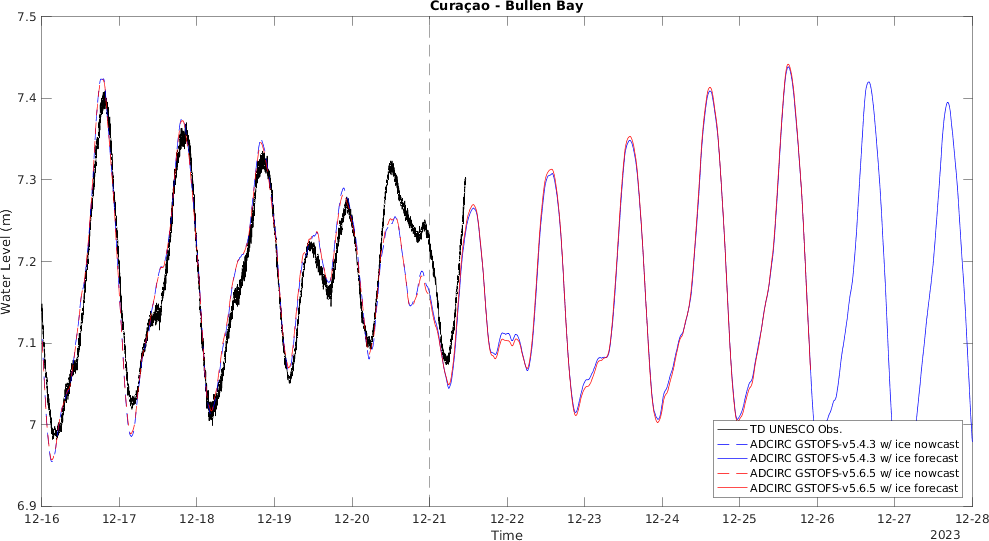 Curaçao - Bullen Bay
7.5
7.4
7.3
7.2
7.1
7
6.9
Water Level (m)
TD UNESCO Obs.
ADCIRC GSTOFS-v5.4.3 w/ ice nowcast
ADCIRC GSTOFS-v5.4.3 w/ ice forecast
ADCIRC GSTOFS-v5.6.5 w/ ice nowcast
ADCIRC GSTOFS-v5.6.5 w/ ice forecast
12-16 12-17 12-18 12-19 12-20 12-21 12-22 12-23 12-24 12-25 12-26 12-27 12-28
Time
2023